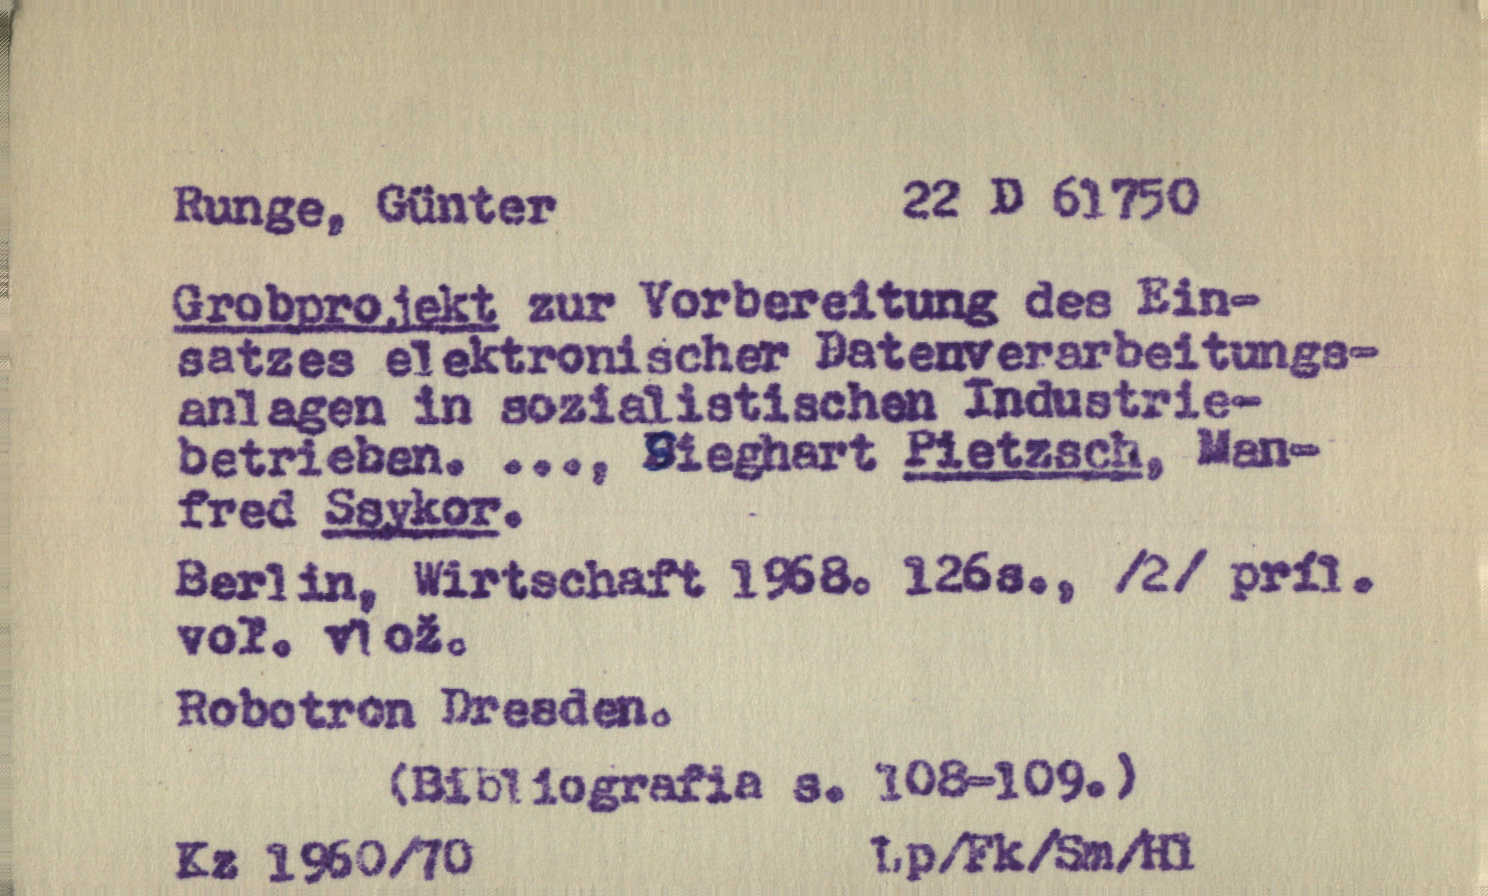 Runge, Günter 22 D 61750
Grobprojekt zur Vorbereitung des Ein-
satzes elektronischer Datenverarbeitungs-
anlagen in sozialistischen Industrie-
betrieben. ..., Sieghart Pietzsch, Man-
fred Ssykor.
Berlin, Wirtschaft 1968. 126s., /2/ príl.
voľ. vlož.
Robotron Dresden.
(Bibliografia s. 108-109.)
Kz 1960/70 Lp/Fk/Sm/Hl